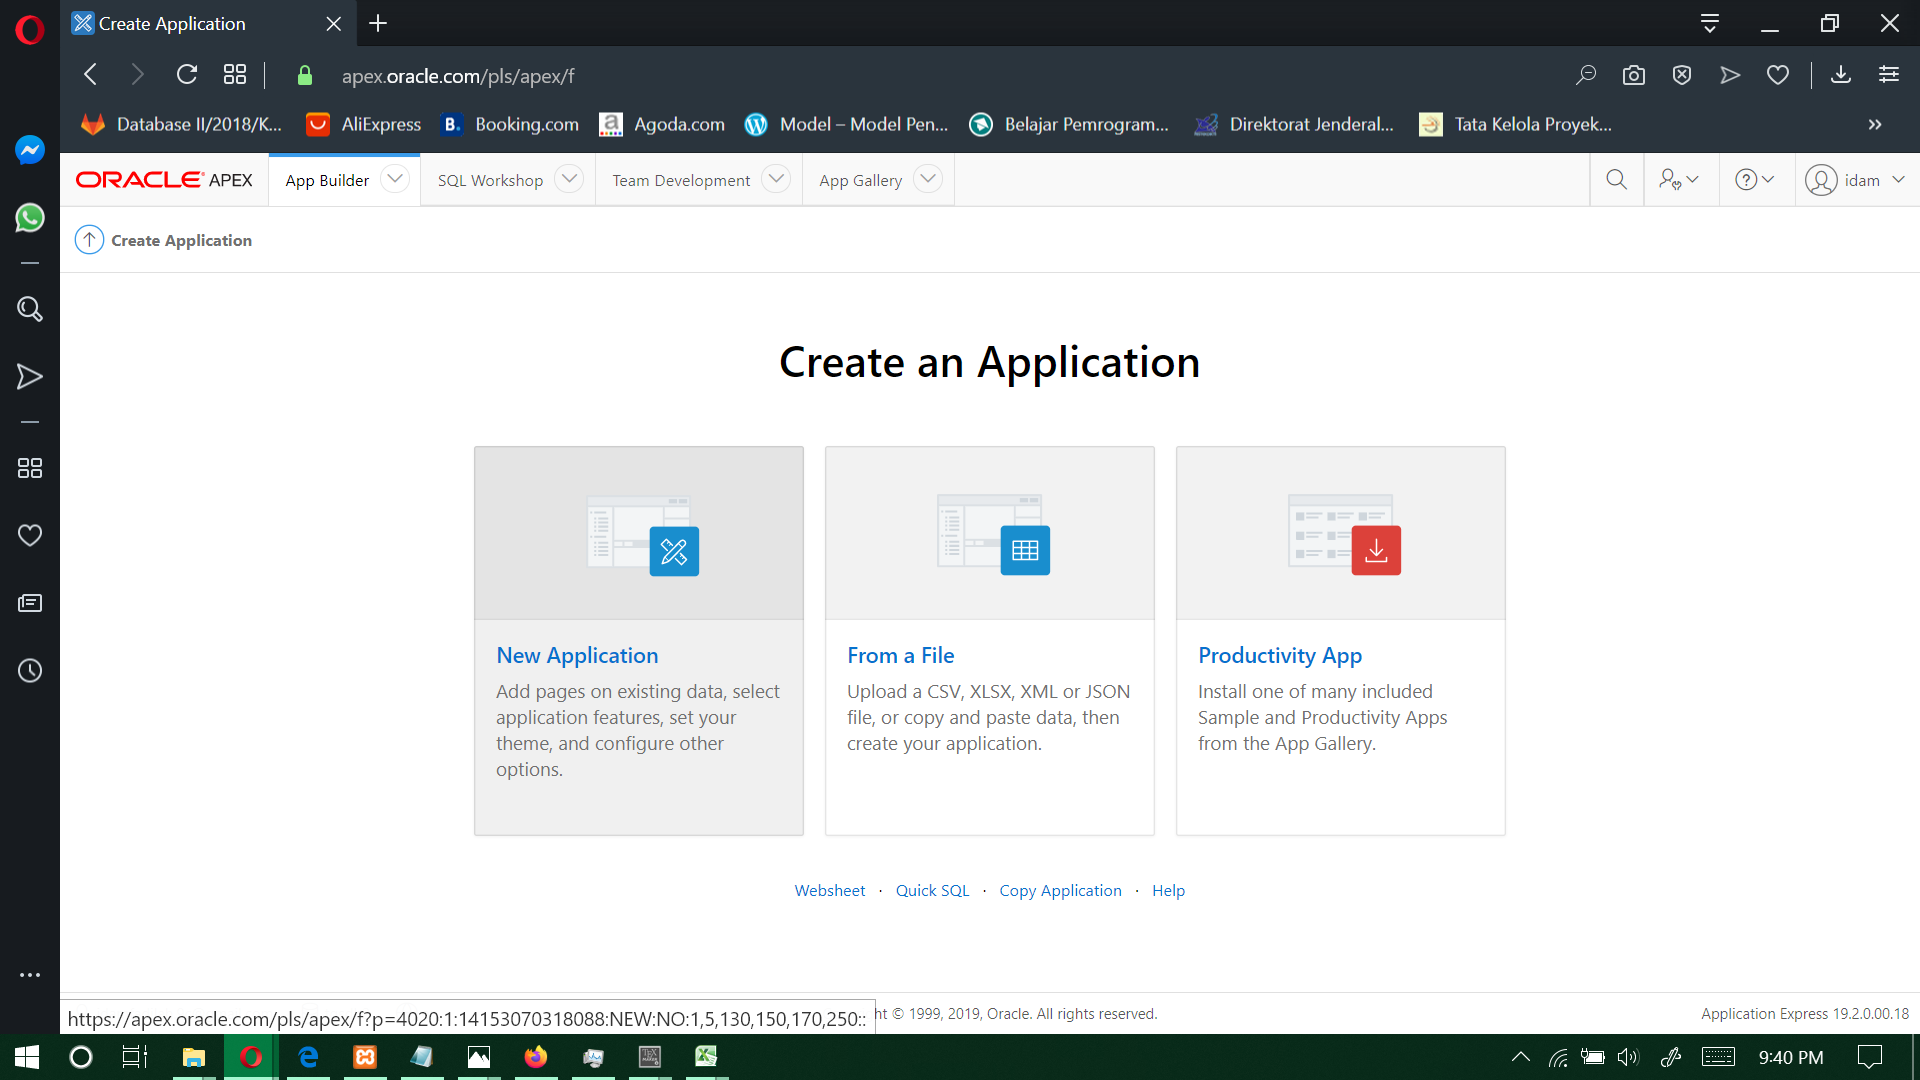 Create Application
apex.oracle.com/pls/apex/f
Database II/2018/K...
AliExpress
B.
Booking.com
a
Agoda.com
Model – Model Pen...
Belajar Pemrogram...
Direktorat Jenderal...
Tata Kelola Proyek...
»
ORACLE® APEX
App Builder
SQL Workshop
Team Development
App Gallery
idam
Create Application
Create an Application
New Application
Add pages on existing data, select
application features, set your
theme, and configure other
options.
From a File
Upload a CSV, XLSX, XML or JSON
file, or copy and paste data, then
create your application.
Productivity App
Install one of many included
Sample and Productivity Apps
from the App Gallery.
Websheet · Quick SQL · Copy Application · Help
https://apex.oracle.com/pls/apex/f?p=4020:1:14153070318088:NEW:NO:1,5,130,150,170,250::
ht © 1999, 2019, Oracle. All rights reserved.
Application Express 19.2.0.00.18
9:40 PM